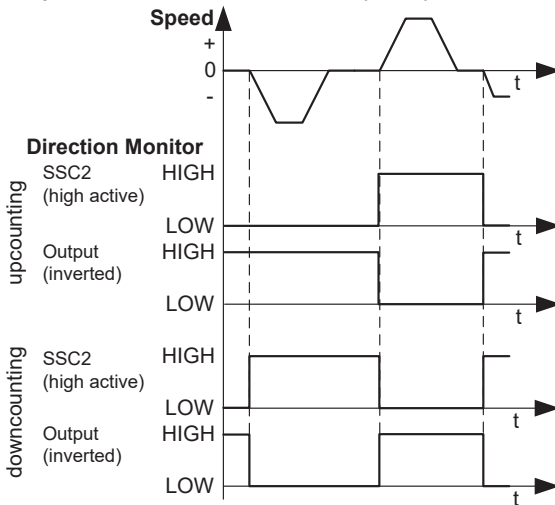 Speed
+
0
-
t
Direction Monitor
upcounting
SSC2
(high active)
HIGH
LOW
t
Output
(inverted)
HIGH
LOW
t
downcounting
SSC2
(high active)
HIGH
LOW
t
Output
(inverted)
HIGH
LOW
t